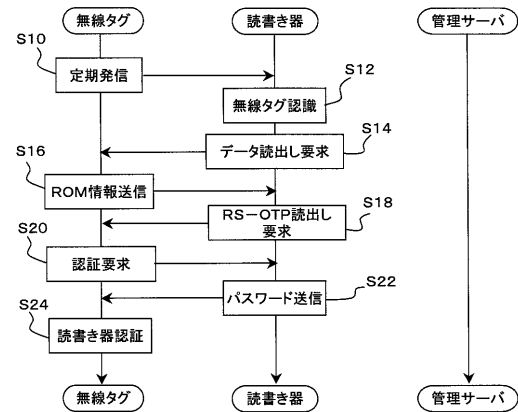 無線タグ
読書き器
管理サーバ
S10
定期発信
S12
無線タグ認識
S14
データ読出し要求
S16
ROM情報送信
S18
RS－OTP読出し
要求
S20
認証要求
S22
パスワード送信
S24
読書き器認証
無線タグ
読書き器
管理サーバ